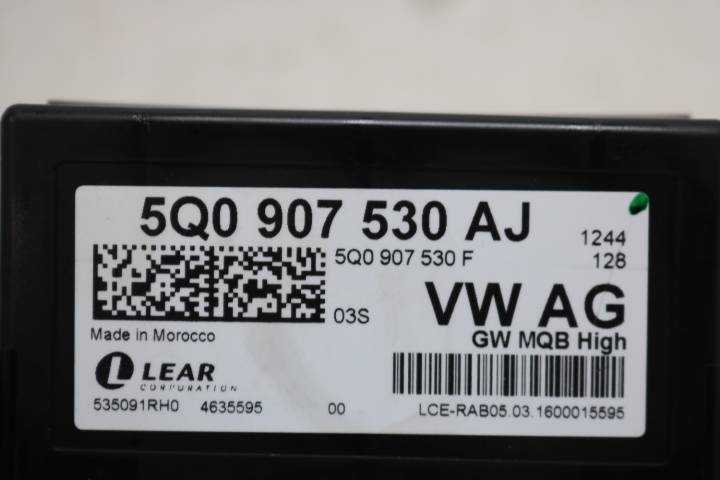 5Q0 907 530 AJ
1244
5Q0 907 530 F
128
03S
VW AG
Made in Morocco
GW MQB High
LEAR
CORPORATION
535091RH0 4635595 00 LCE-RAB05.03.1600015595